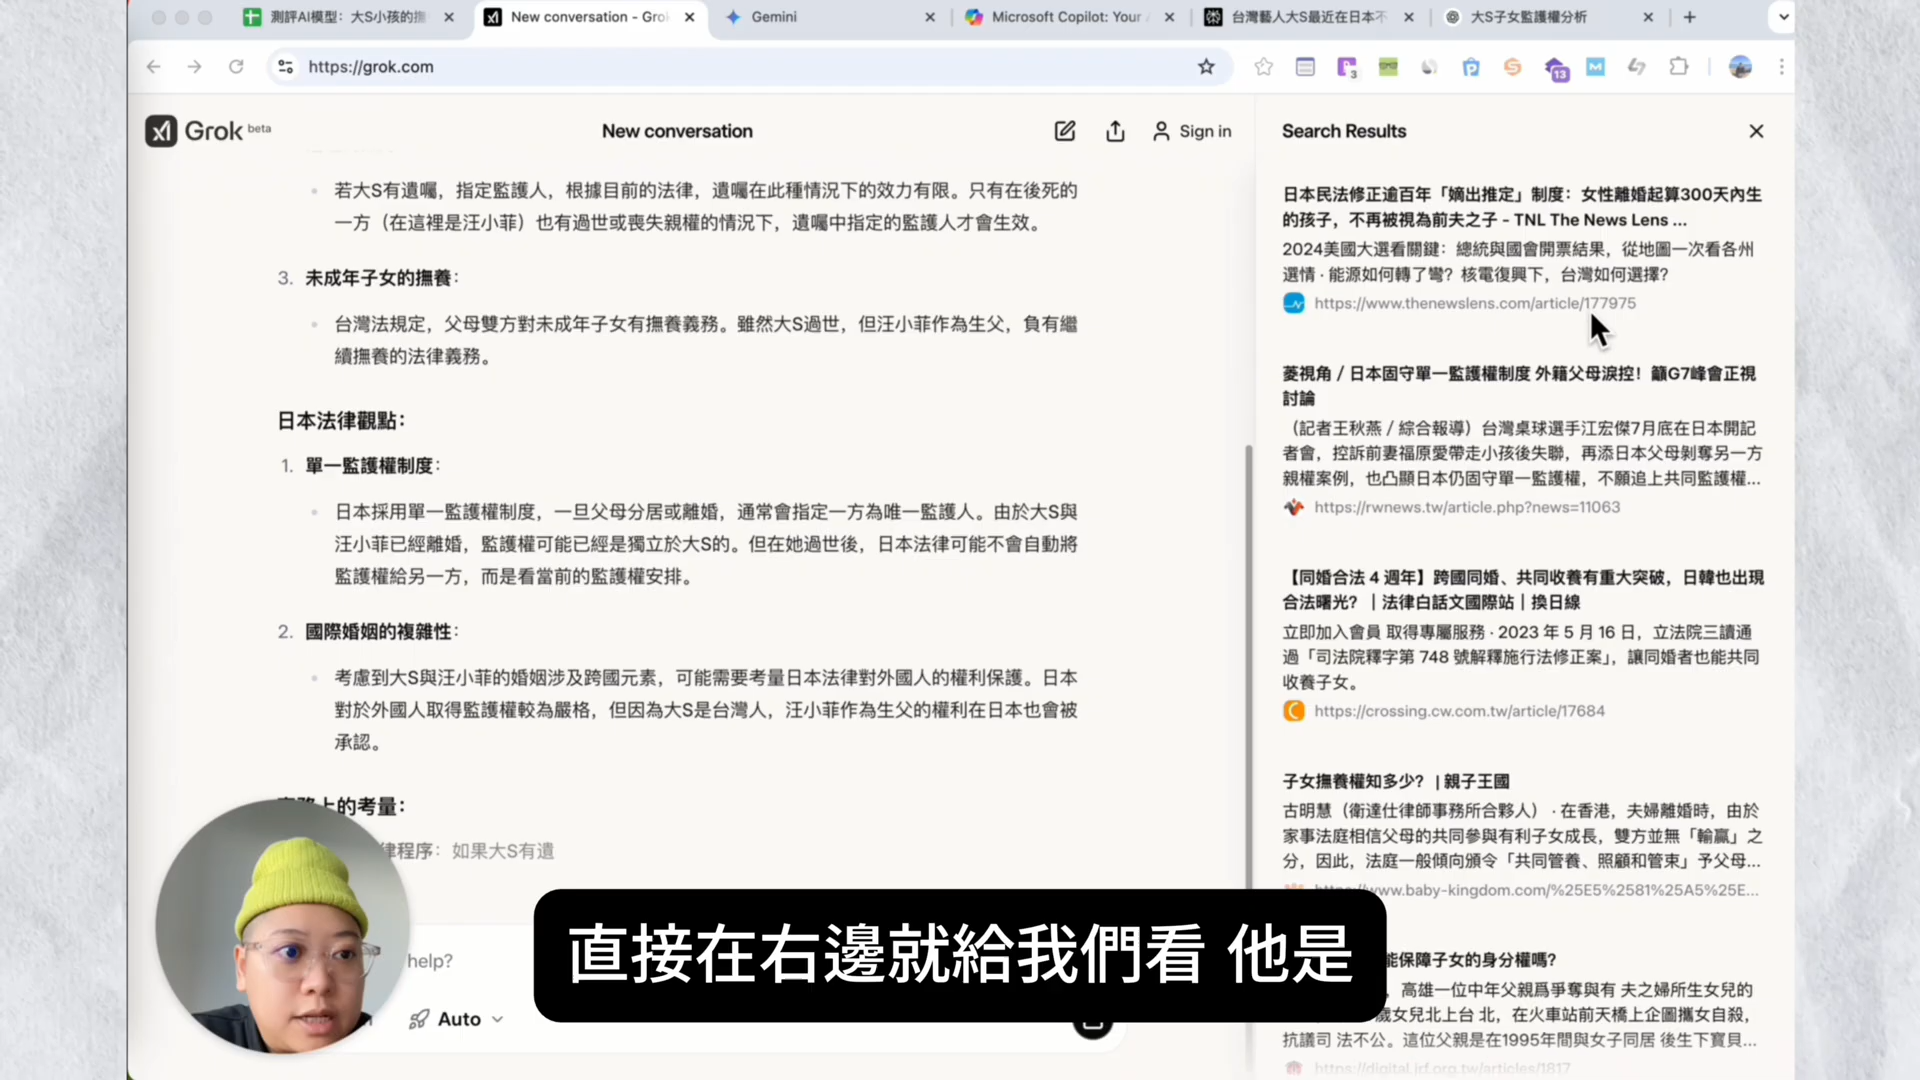 測評AI模型：大S小孩的撫
New conversation - Gro
Gemini
Microsoft Copilot: Your A
台灣藝人大S最近在日本不
大S子女監護權分析
https://grok.com
3
13
Grok beta
New conversation
Sign in
若大S有遺囑，指定監護人，根據目前的法律，遺囑在此種情況下的效力有限。只有在後死的
一方（在這裡是汪小菲）也有過世或喪失親權的情況下，遺囑中指定的監護人才會生效。
3. 未成年子女的撫養：
台灣法規定，父母雙方對未成年子女有撫養義務。雖然大S過世，但汪小菲作為生父，負有繼
續撫養的法律義務。
日本法律觀點：
1. 單一監護權制度：
日本採用單一監護權制度，一旦父母分居或離婚，通常會指定一方為唯一監護人。由於大S與
汪小菲已經離婚，監護權可能已經是獨立於大S的。但在她過世後，日本法律可能不會自動將
監護權給另一方，而是看當前的監護權安排。
2. 國際婚姻的複雜性：
考慮到大S與汪小菲的婚姻涉及跨國元素，可能需要考量日本法律對外國人的權利保護。日本
對於外國人取得監護權較為嚴格，但因為大S是台灣人，汪小菲作為生父的權利在日本也會被
承認。
上的考量：
律程序：如果大S有遺
help?
Auto
Search Results
日本民法修正逾百年「嫡出推定」制度：女性離婚起算300天內生
的孩子，不再被視為前夫之子 - TNL The News Lens ...
2024美國大選看關鍵：總統與國會開票結果，從地圖一次看各州
選情 · 能源如何轉了彎？核電復興下，台灣如何選擇？
https://www.thenewslens.com/article/177975
菱視角 / 日本固守單一監護權制度 外籍父母淚控！籲G7峰會正視
討論
（記者王秋燕 / 綜合報導）台灣桌球選手江宏傑7月底在日本開記
者會，控訴前妻福原愛帶走小孩後失聯，再添日本父母剝奪另一方
親權案例，也凸顯日本仍固守單一監護權，不願追上共同監護權...
https://rwnews.tw/article.php?news=11063
【同婚合法 4 週年】跨國同婚、共同收養有重大突破，日韓也出現
合法曙光？｜法律白話文國際站｜換日線
立即加入會員 取得專屬服務 · 2023 年 5 月 16 日，立法院三讀通
過「司法院釋字第 748 號解釋施行法修正案」，讓同婚者也能共同
收養子女。
https://crossing.cw.com.tw/article/17684
子女撫養權知多少？ | 親子王國
古明慧（衛達仕律師事務所合夥人） · 在香港，夫婦離婚時，由於
家事法庭相信父母的共同參與有利子女成長，雙方並無「輸贏」之
分，因此，法庭一般傾向頒令「共同管養、照顧和管束」予父母...
https://www.baby-kingdom.com/%25E5%2581%25A5%25E...
能保障子女的身分權嗎?
高雄一位中年父親爲爭奪與有 夫之婦所生女兒的
歲女兒北上台 北，在火車站前天橋上企圖攜女自殺，
抗議司 法不公。這位父親是在1995年間與女子同居 後生下寶貝...
https://digital.jrf.org.tw/articles/1817
直接在右邊就給我們看 他是